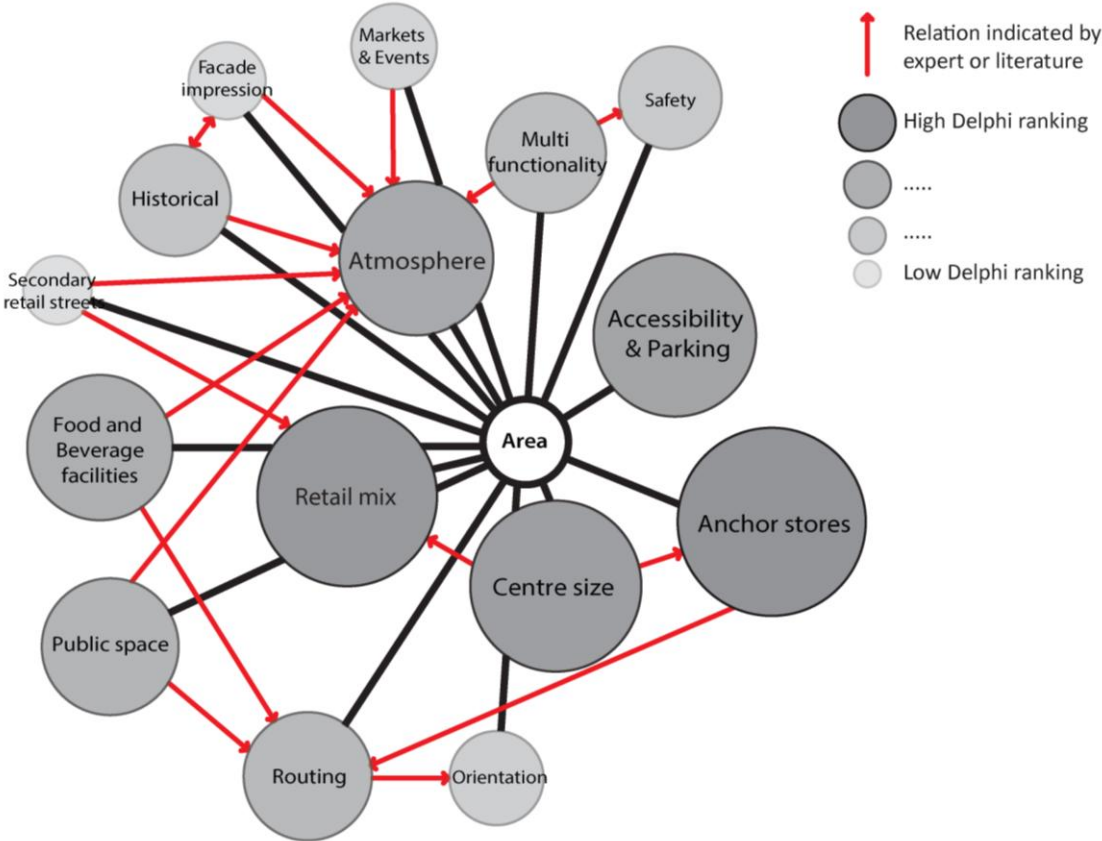 Markets
& Events
Facade
impression
Safety
Multi
functionality
Historical
Atmosphere
Secondary
retail streets
Accessibility
& Parking
Food and
Beverage
facilities
Area
Retail mix
Anchor stores
Centre size
Public space
Routing
Orientation
Relation indicated by
expert or literature
High Delphi ranking
.....
.....
Low Delphi ranking